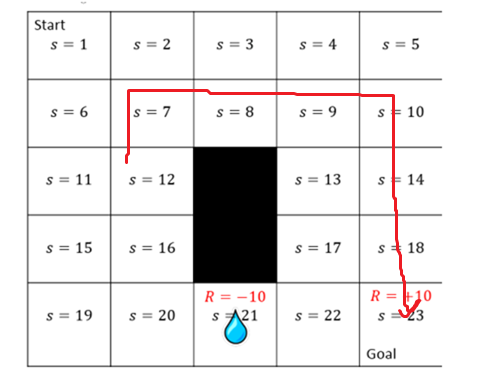 Start
s = 1 s = 2 s = 3 s = 4 s = 5
s = 6 s = 7 s = 8 s = 9 s = 10
s = 11 s = 12 s = 13 s = 14
s = 15 s = 16 s = 17 s = 18
R = −10 R = +10
s = 19 s = 20 s = 21 s = 22 s = 23
Goal